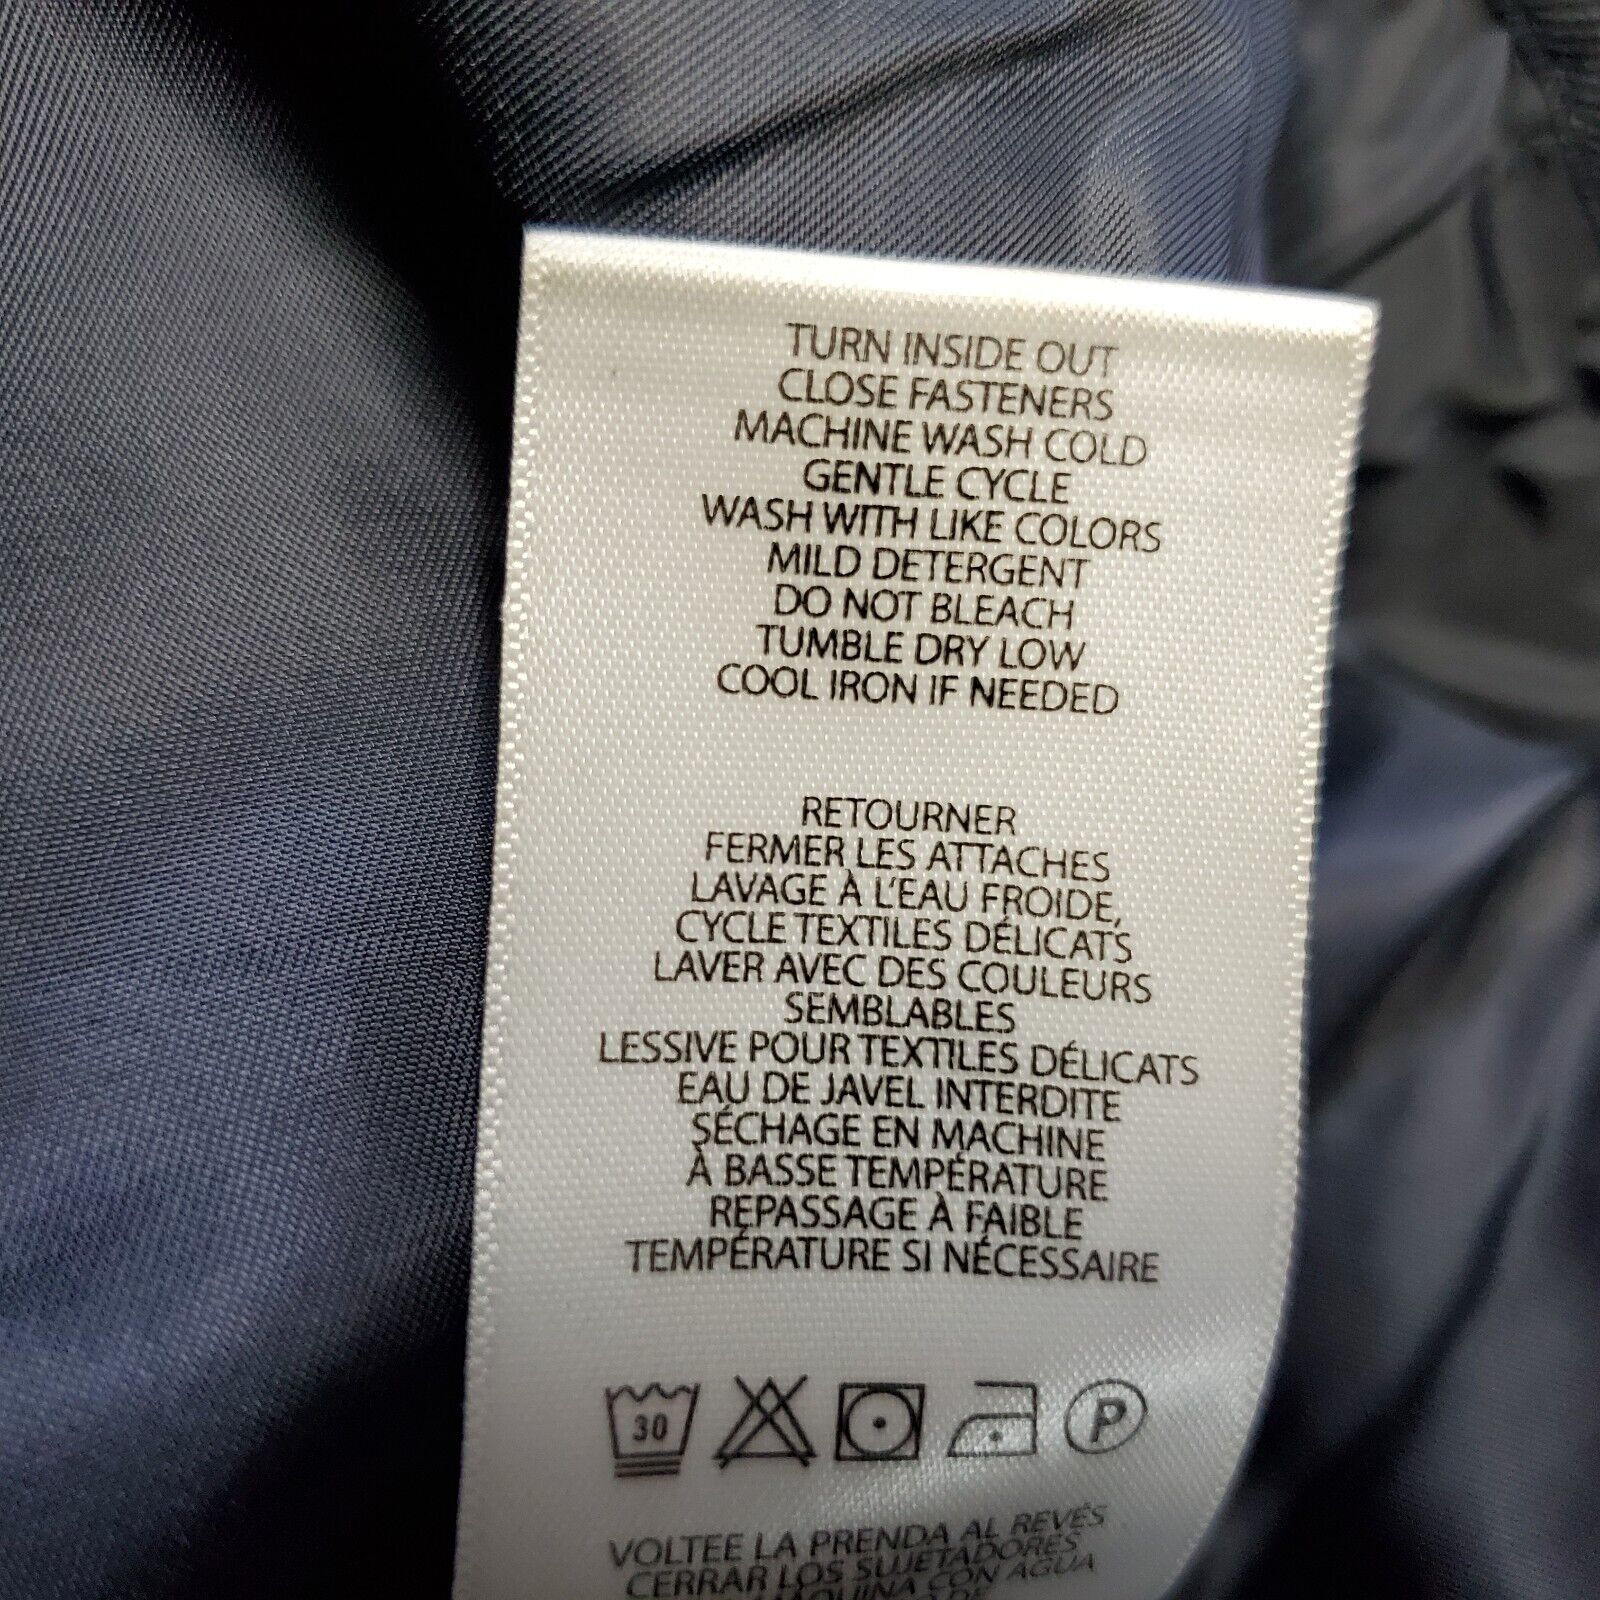 TURN INSIDE OUT
CLOSE FASTENERS
MACHINE WASH COLD
GENTLE CYCLE
WASH WITH LIKE COLORS
MILD DETERGENT
DO NOT BLEACH
TUMBLE DRY LOW
COOL IRON IF NEEDED
RETOURNER
FERMER LES ATTACHES
LAVAGE À L'EAU FROIDE,
CYCLE TEXTILES DÉLICATS
LAVER AVEC DES COULEURS
SEMBLABLES
LESSIVE POUR TEXTILES DÉLICATS
EAU DE JAVEL INTERDITE
SÉCHAGE EN MACHINE
À BASSE TEMPÉRATURE
REPASSAGE À FAIBLE
TEMPÉRATURE SI NÉCESSAIRE
30 P
VOLTEE LA PRENDA AL REVÉS
CERRAR LOS SUJETADORES
CON AGUA